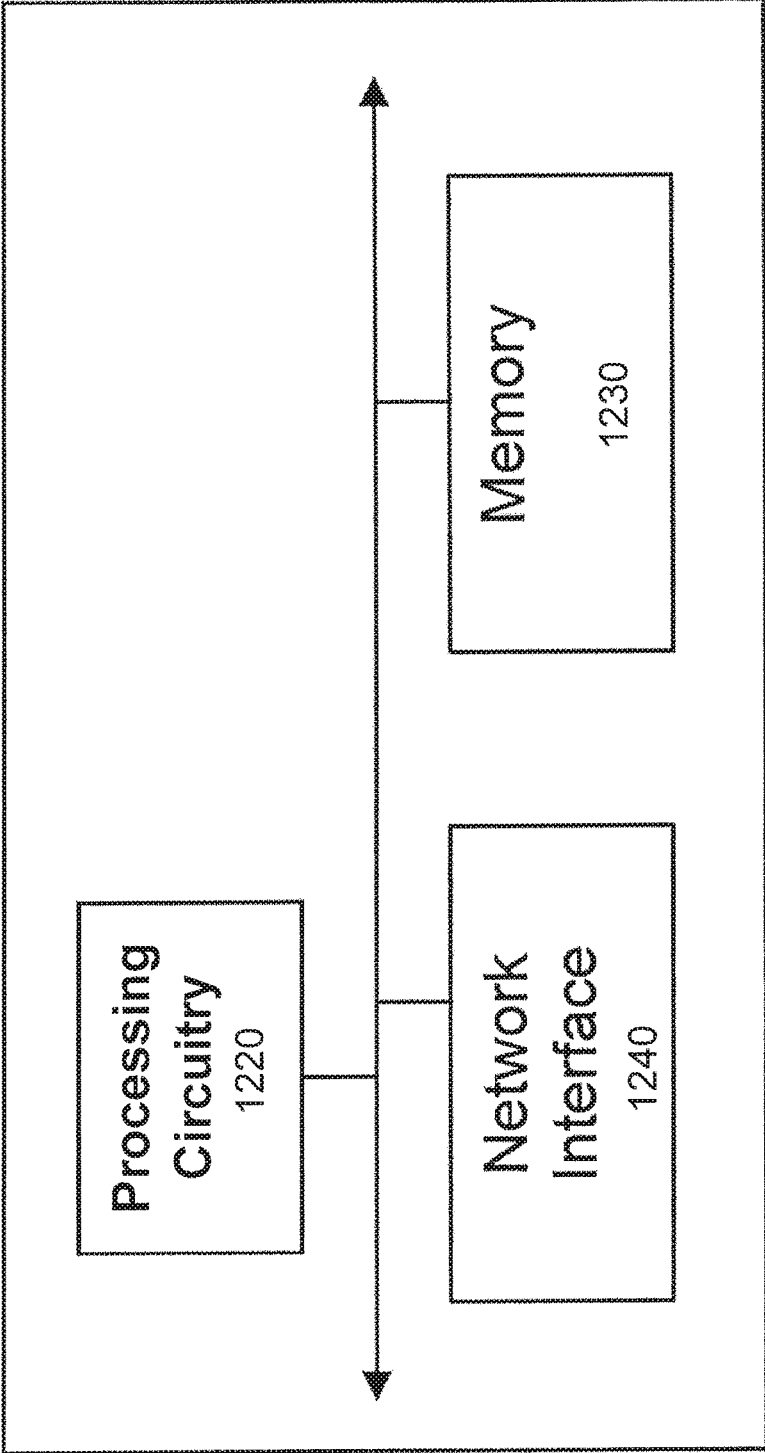 Processing
Circuitry
1220
Network
Interface
1240
Memory
1230